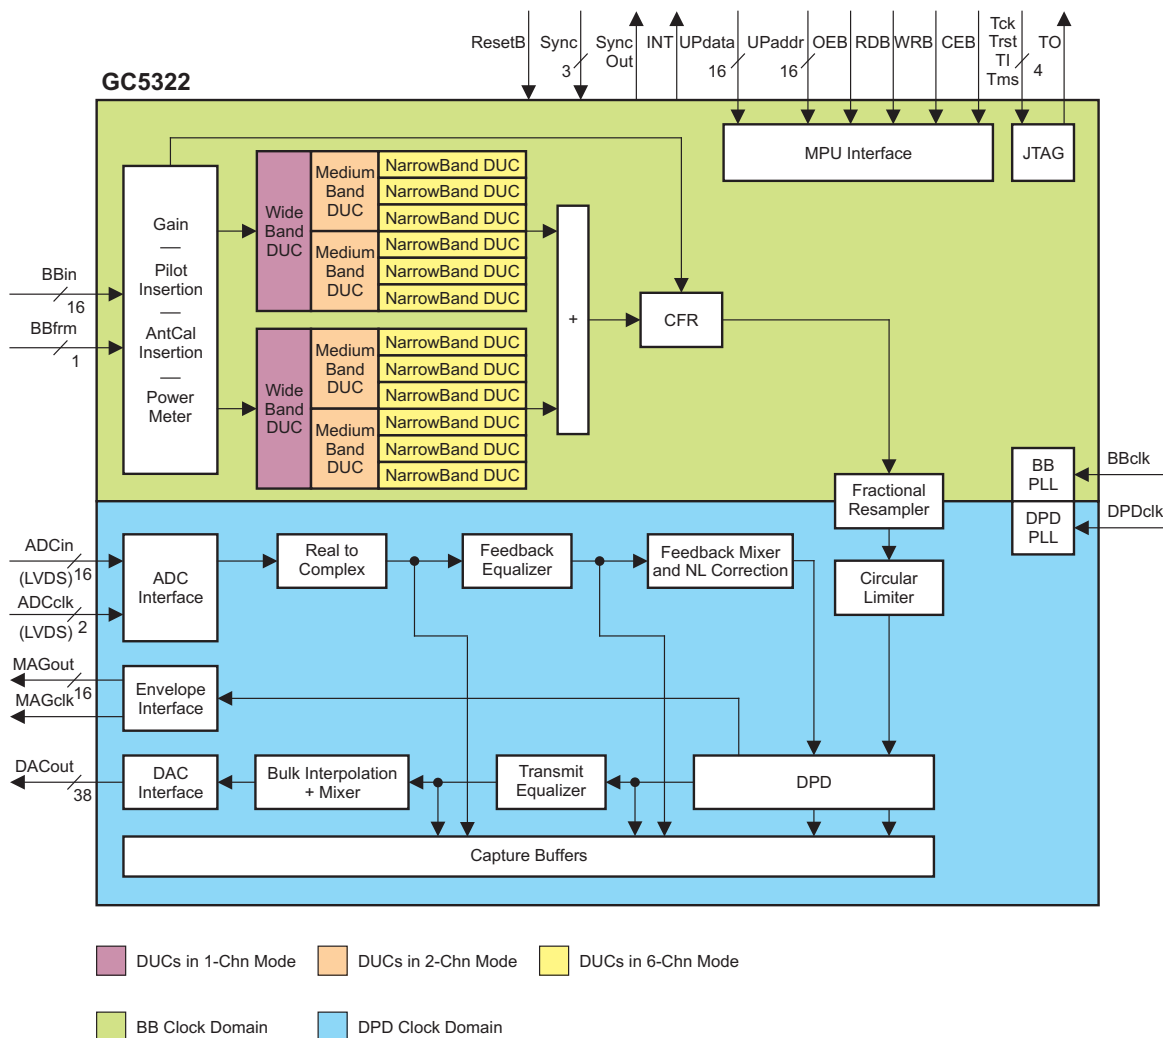 GC5322
ResetB
Sync
3
Sync
Out
INT
UPdata
16
UPaddr
16
OEB
RDB
WRB
CEB
Tck
Trst
TI
Tms
4
TO
MPU Interface
JTAG
BBin
16
BBfrm
1
Gain
—
Pilot
Insertion
—
AntCal
Insertion
—
Power
Meter
Wide
Band
DUC
Medium
Band
DUC
Medium
Band
DUC
NarrowBand DUC
NarrowBand DUC
NarrowBand DUC
NarrowBand DUC
NarrowBand DUC
NarrowBand DUC
Wide
Band
DUC
Medium
Band
DUC
Medium
Band
DUC
NarrowBand DUC
NarrowBand DUC
NarrowBand DUC
NarrowBand DUC
NarrowBand DUC
NarrowBand DUC
+
CFR
BB
PLL
BBclk
DPD
PLL
DPDclk
Fractional
Resampler
ADCin
16
(LVDS)
ADCclk
2
(LVDS)
ADC
Interface
Real to
Complex
Feedback
Equalizer
Feedback Mixer
and NL Correction
Circular
Limiter
MAGout
16
MAGclk
Envelope
Interface
DACout
38
DAC
Interface
Bulk Interpolation
+ Mixer
Transmit
Equalizer
DPD
Capture Buffers
DUCs in 1-Chn Mode
DUCs in 2-Chn Mode
DUCs in 6-Chn Mode
BB Clock Domain
DPD Clock Domain